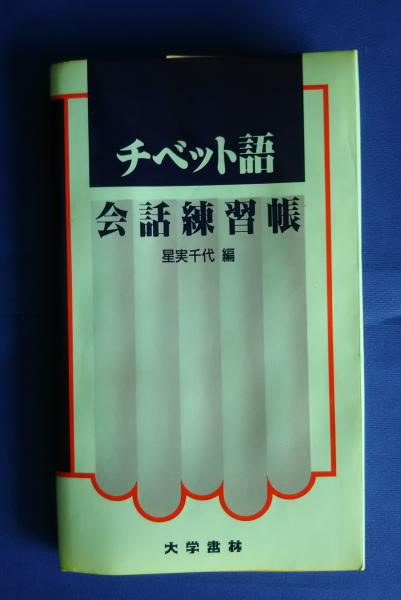 チベット語
会話練習帳
星実千代 編
大学書林